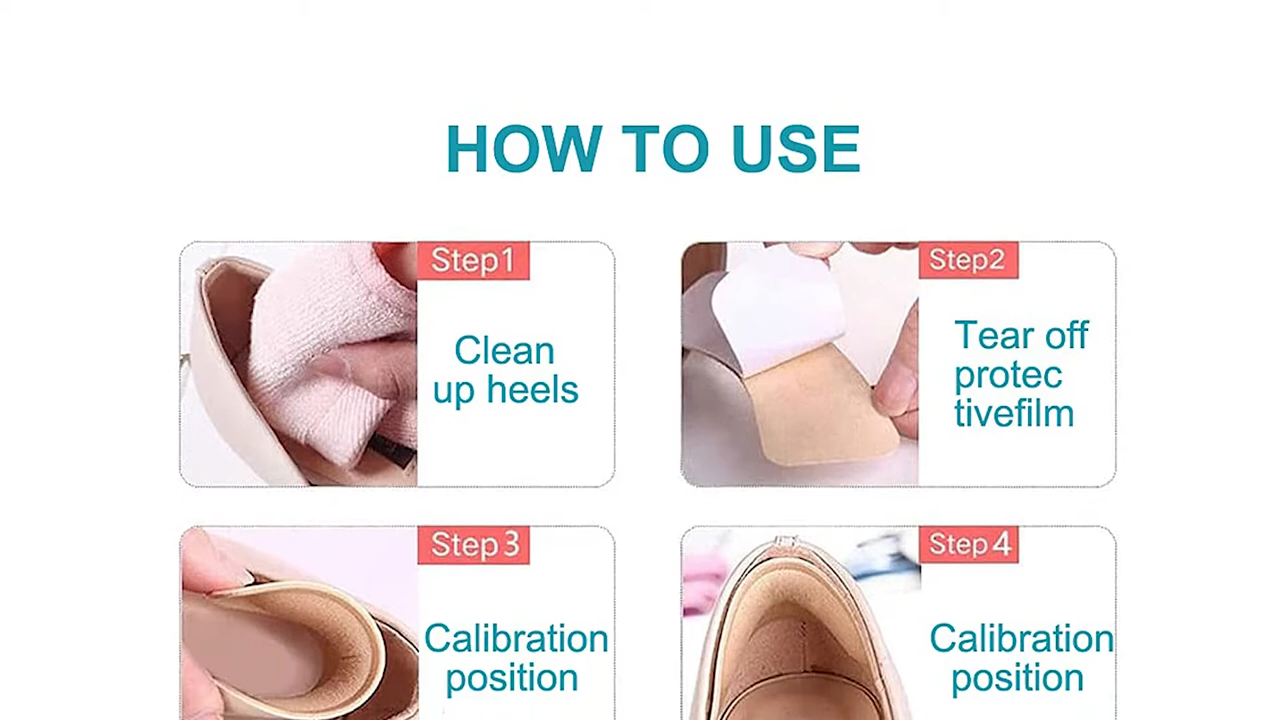 HOW TO USE
Step1
Clean
up heels
Step2
Tear off
protec
tivefilm
Step3
Calibration
position
Step4
Calibration
position